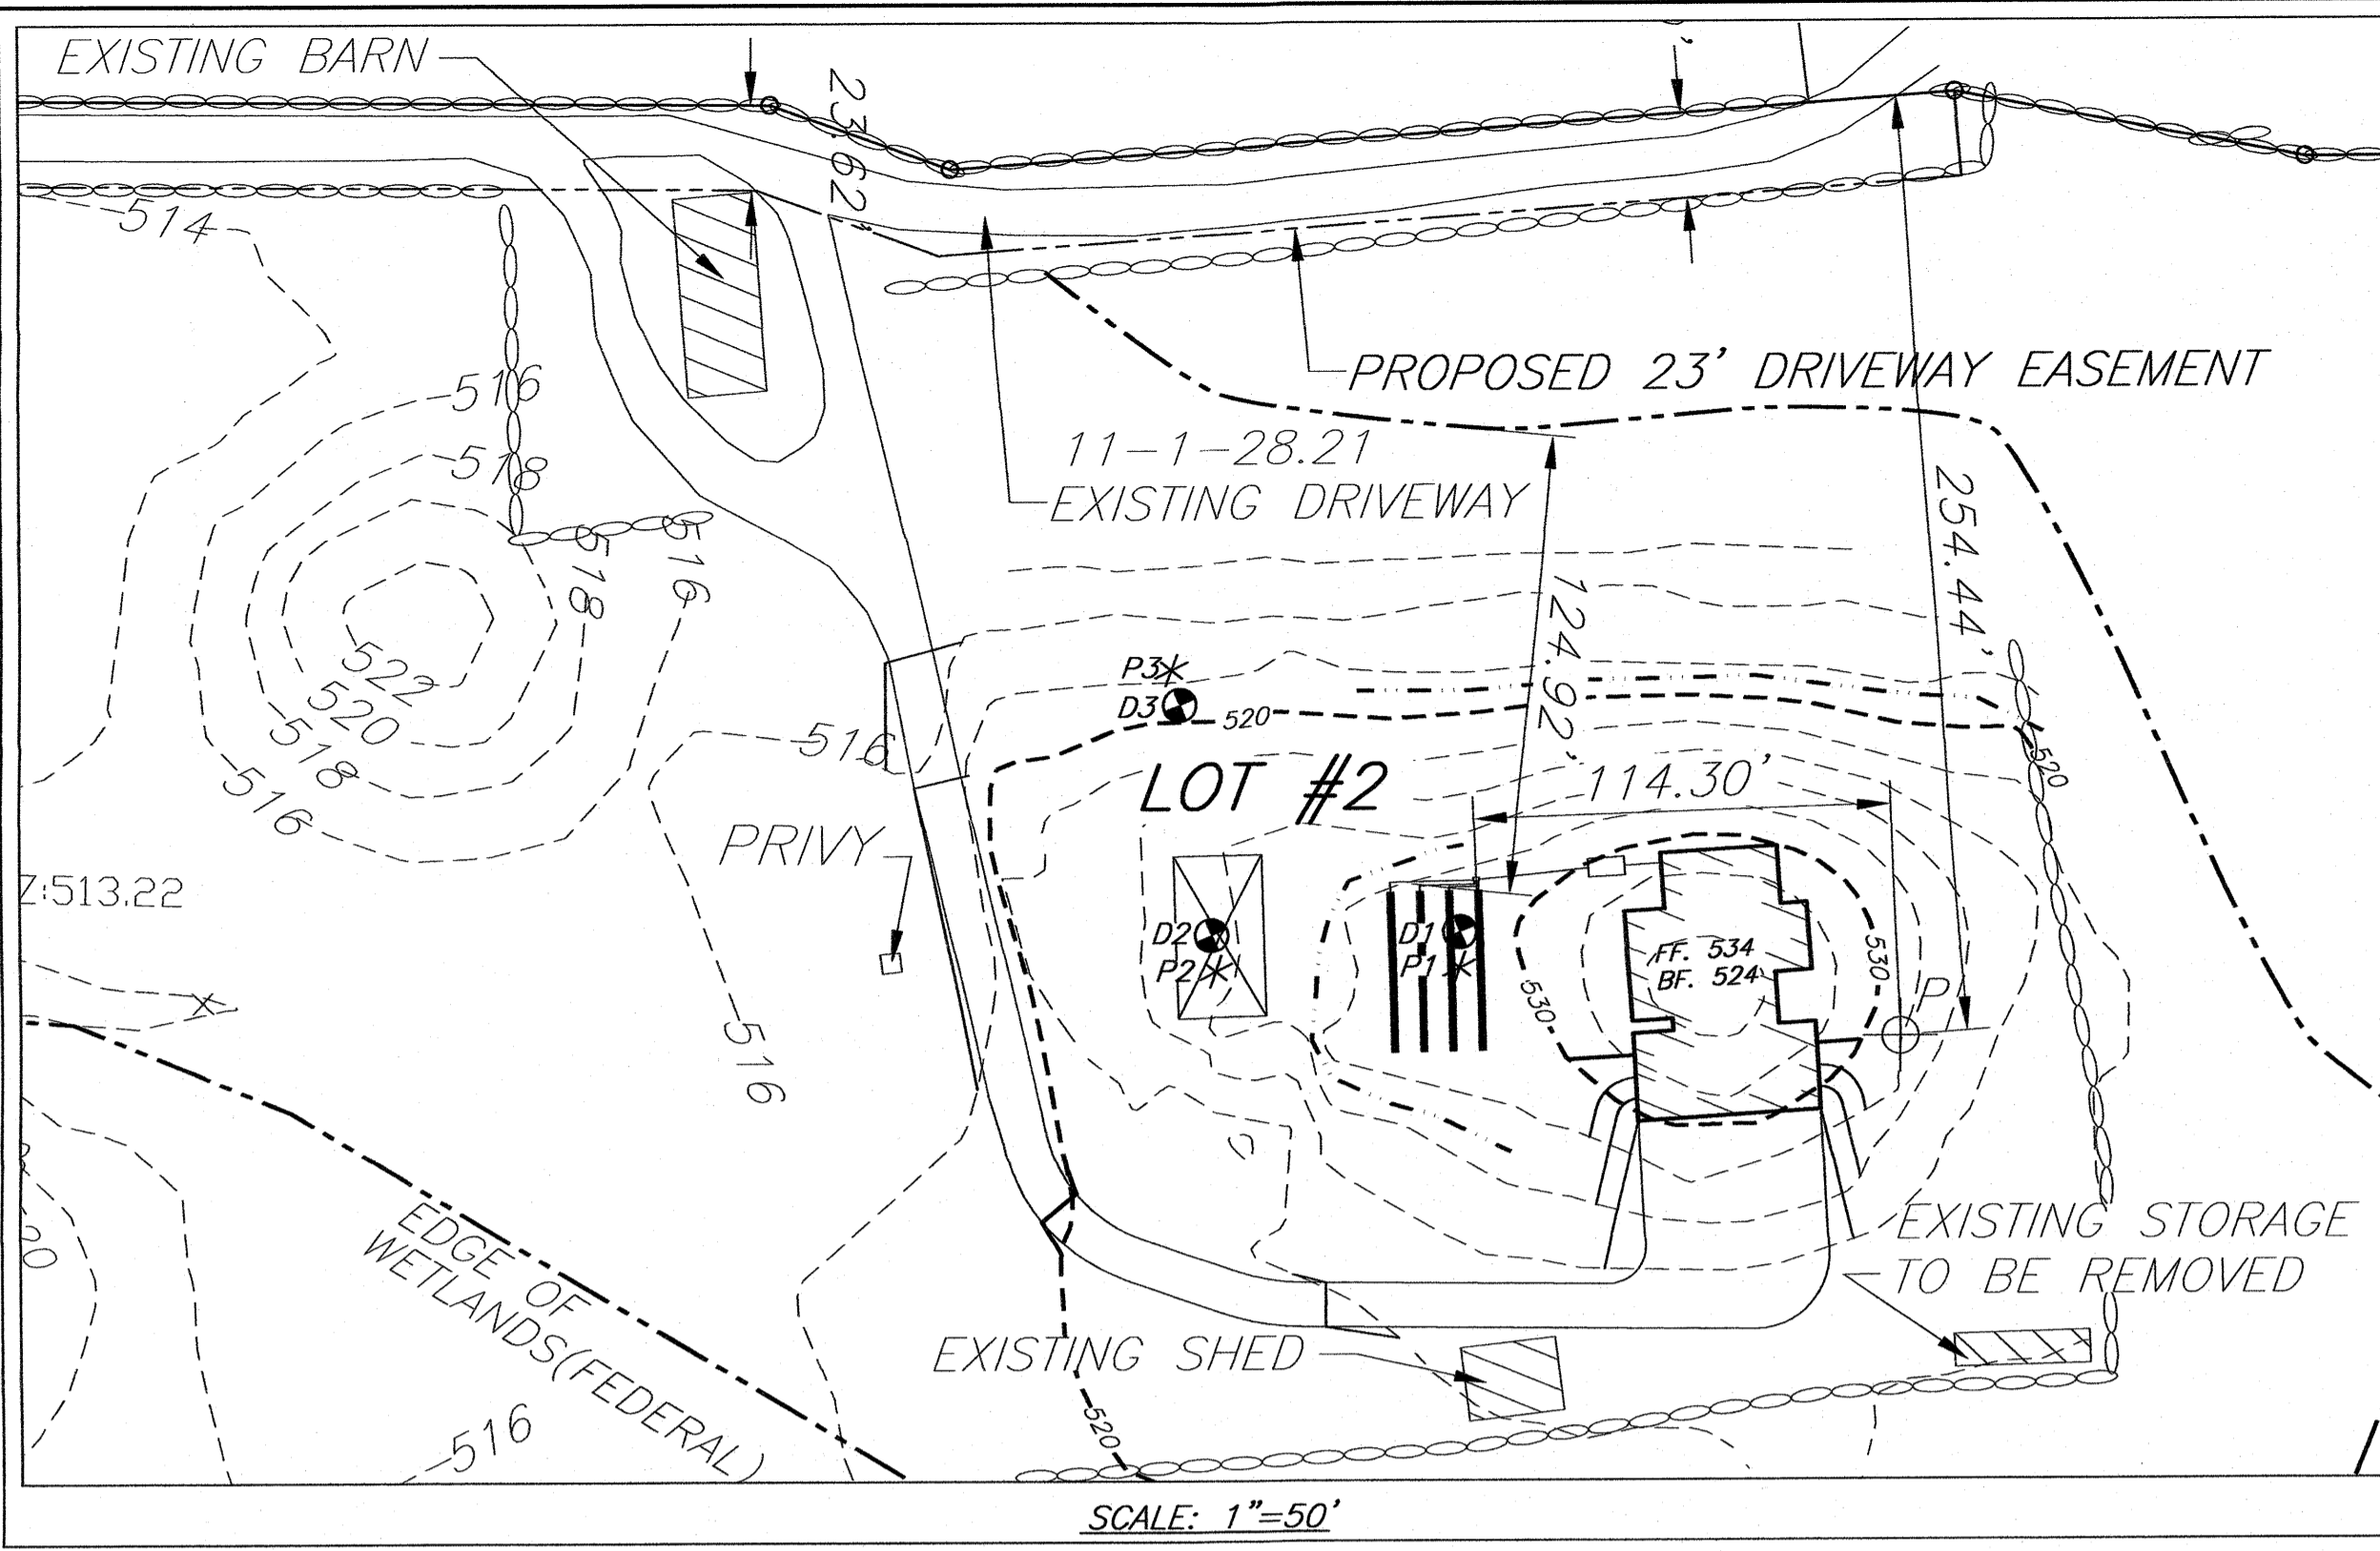 EXISTING BARN
23.62'
'
514
516
518
PROPOSED 23' DRIVEWAY EASEMENT
11-1-28.21
EXISTING DRIVEWAY
254.44'
124.92'
518
516
522
520
518
516
P3
D3
520
516
LOT #2
114.30'
520
PRIVY
Z:513.22
D2
P2
D1
P1
FF. 534
BF. 524
530
530
P
516
EDGE OF
WETLANDS(FEDERAL)
20
EXISTING STORAGE
TO BE REMOVED
EXISTING SHED
520
516
SCALE: 1"=50'